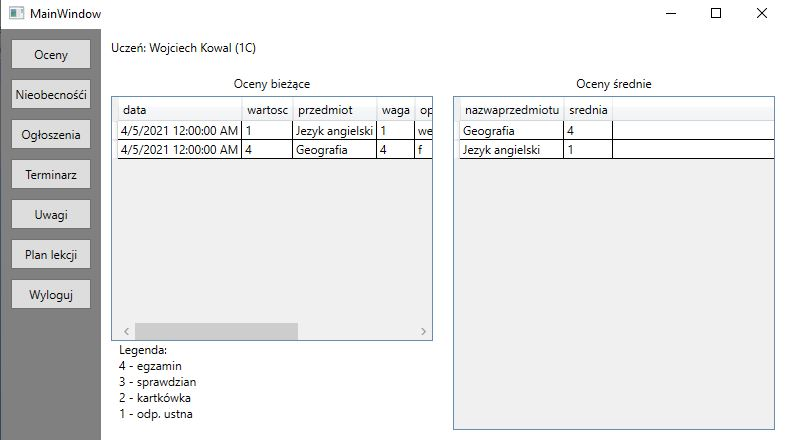 MainWindow
Oceny
Nieobecnośći
Ogłoszenia
Terminarz
Uwagi
Plan lekcji
Wyloguj
Uczeń: Wojciech Kowal (1C)
Oceny bieżące
data wartosc przedmiot waga op
4/5/2021 12:00:00 AM 1 Jezyk angielski 1 we
4/5/2021 12:00:00 AM 4 Geografia 4 f
Legenda:
4 - egzamin
3 - sprawdzian
2 - kartkówka
1 - odp. ustna
Oceny średnie
nazwaprzedmiotu srednia
Geografia 4
Jezyk angielski 1